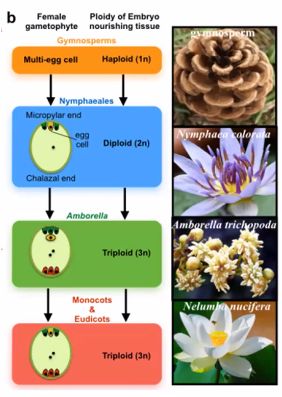 b
Female gametophyte
Ploidy of Embryo nourishing tissue
Gymnosperms
Multi-egg cell
Haploid (1n)
Nymphaeales
Micropylar end
egg
cell
Diploid (2n)
Chalazal end
Amborella
Triploid (3n)
Monocots
&
Eudicots
Triploid (3n)
gymnosperm
Nymphaea colorata
Amborella trichopoda
Nelumbo nucifera